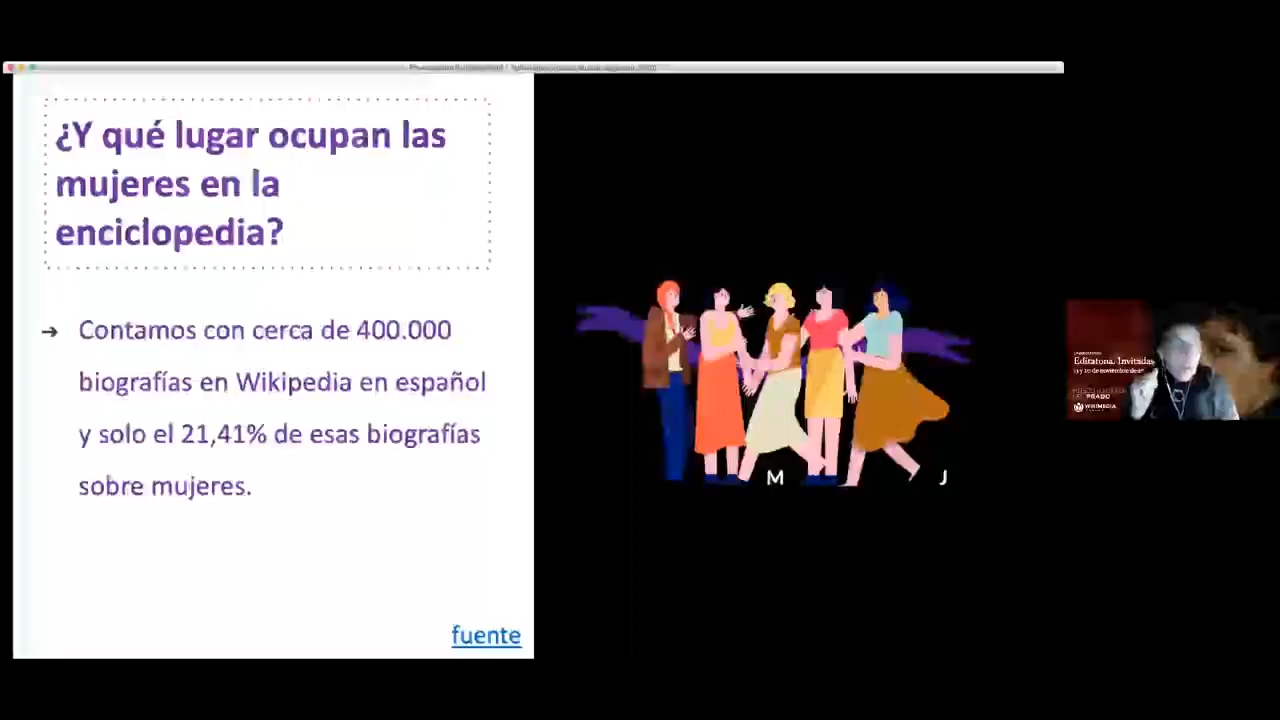 ¿Y qué lugar ocupan las
mujeres en la
enciclopedia?
➔ Contamos con cerca de 400.000
biografías en Wikipedia en español
y solo el 21,41% de esas biografías
sobre mujeres.
fuente
M
J
Editatona. Invitadas
PRADO
WIKIMEDIA